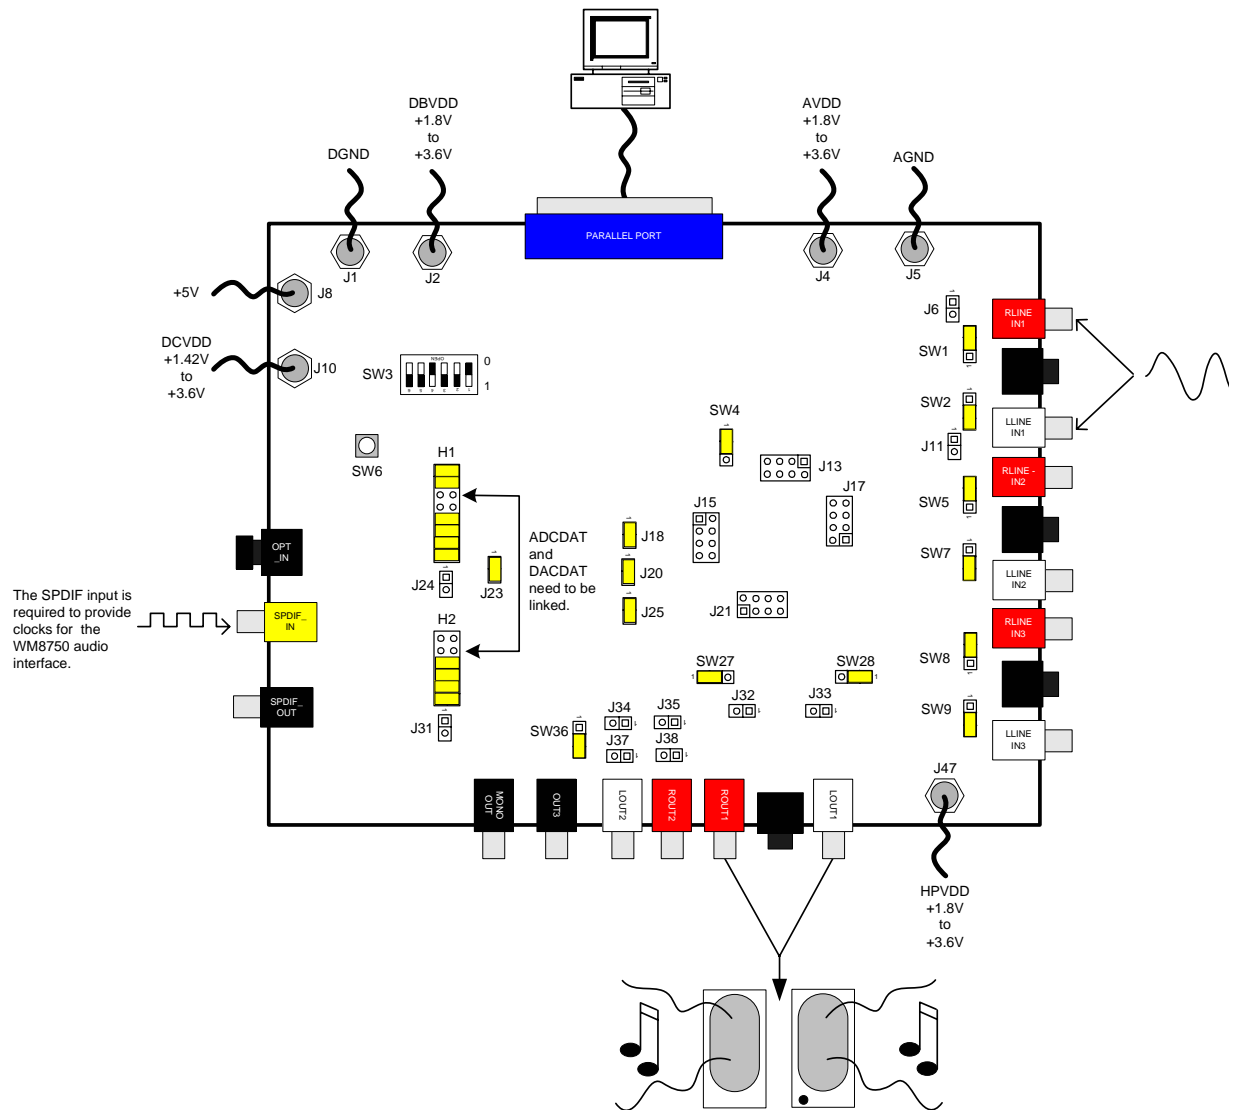 DBVDD
+1.8V
to
+3.6V
AVDD
+1.8V
to
+3.6V
DGND
AGND
PARALLEL PORT
J1
J2
J4
J5
+5V
J8
DCVDD
+1.42V
to
+3.6V
J10
SW3
OPEN
0
1
J6
RLINE
IN1
SW1
SW2
LLINE
IN1
J11
SW4
SW6
H1
J13
J17
J15
RLINE -
IN2
SW5
SW7
LLINE
IN2
ADCDAT
and
DACDAT
need to be
linked.
J18
J20
J25
J24
J23
J21
OPT
_IN
The SPDIF input is
required to provide
clocks for the
WM8750 audio
interface.
SPDIF_
IN
H2
RLINE
IN3
SW8
SW9
LLINE
IN3
SPDIF_
OUT
SW27
SW28
J32
J33
J34
J35
J31
SW36
J37
J38
J47
MONO
OUT
OUT3
LOUT2
ROUT2
ROUT1
LOUT1
HPVDD
+1.8V
to
+3.6V